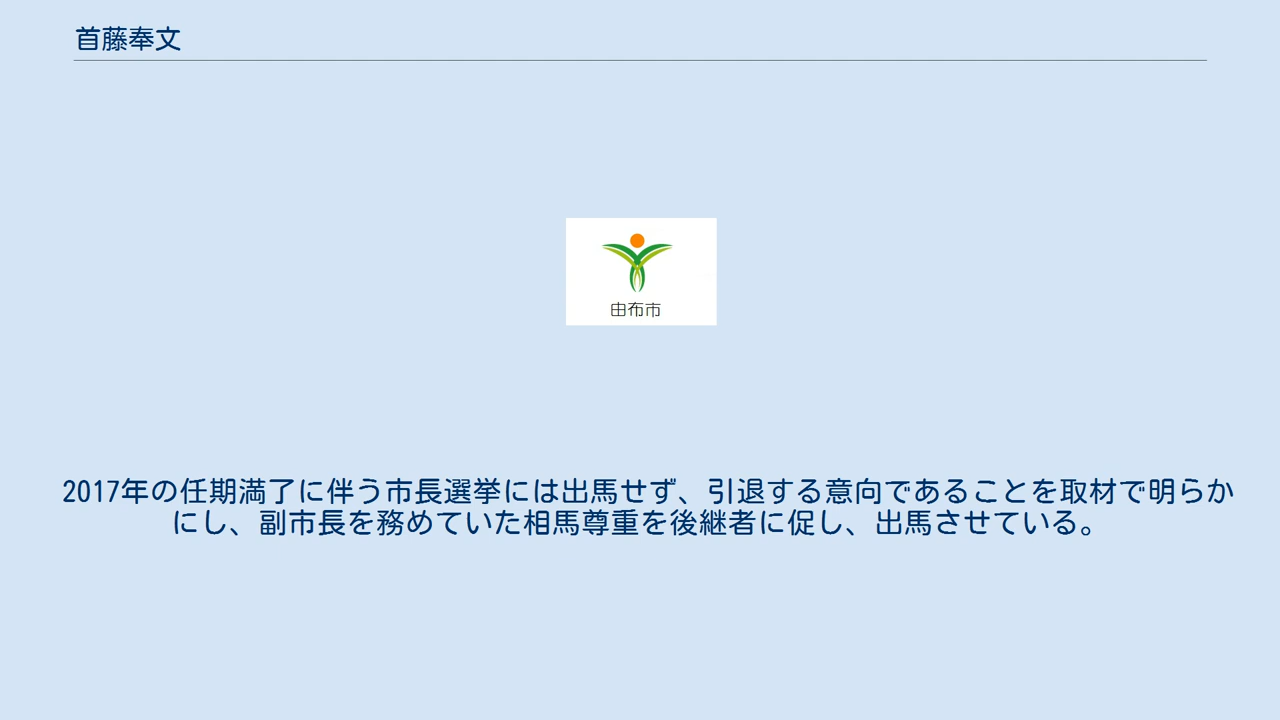 首藤奉文
由布市
2017年の任期満了に伴う市長選挙には出馬せず、引退する意向であることを取材で明らか
にし、副市長を務めていた相馬尊重を後継者に促し、出馬させている。